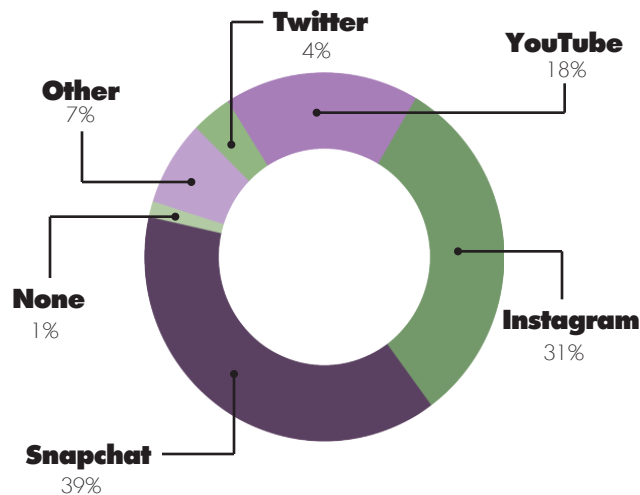 Twitter
4%
YouTube
18%
Other
7%
None
1%
Instagram
31%
Snapchat
39%